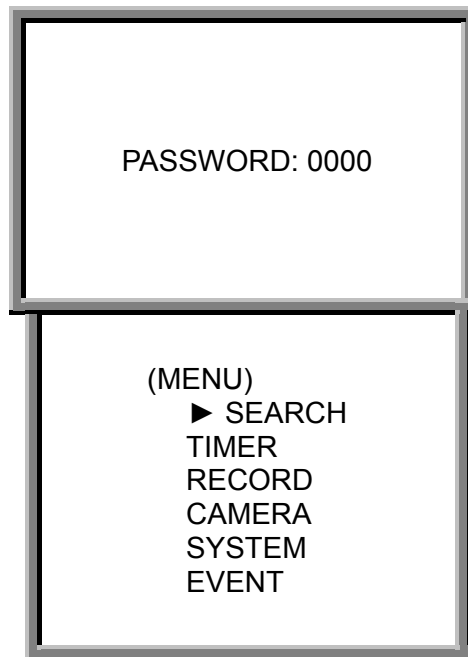 PASSWORD: 0000
(MENU)
► SEARCH
TIMER
RECORD
CAMERA
SYSTEM
EVENT